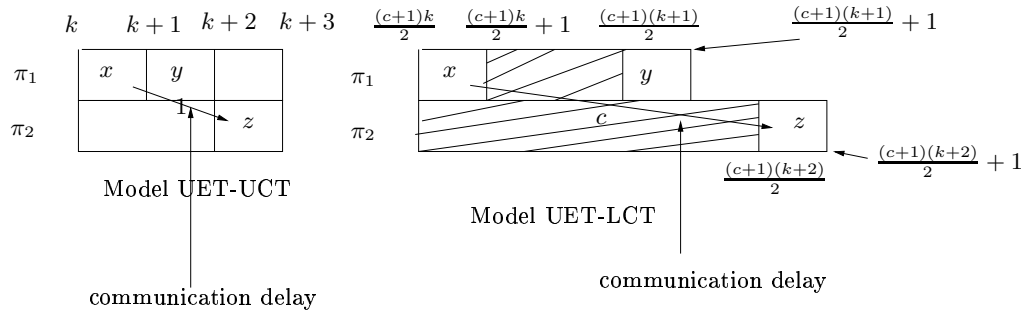 k k + 1 k + 2 k + 3 (c+1)k/2 (c+1)k/2 + 1 (c+1)(k+1)/2 (c+1)(k+1)/2 + 1
π1 x y π1 x y
1 c
π2 z π2 z
(c+1)(k+2)/2 (c+1)(k+2)/2 + 1
Model UET-UCT
Model UET-LCT
communication delay
communication delay